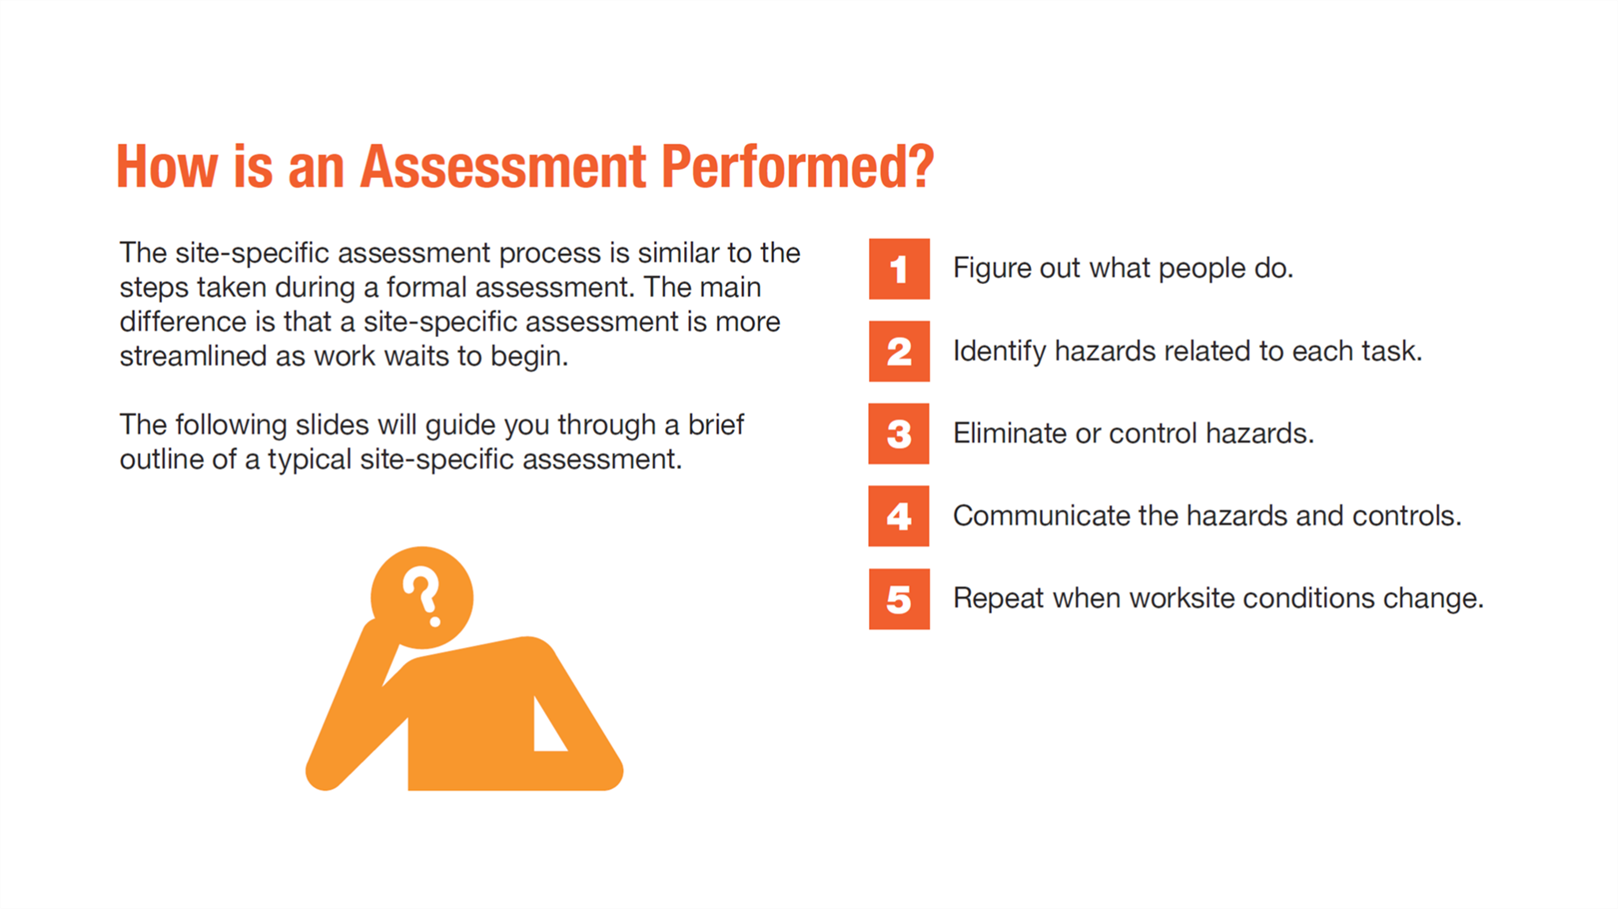 How is an Assessment Performed?
The site-specific assessment process is similar to the
steps taken during a formal assessment. The main
difference is that a site-specific assessment is more
streamlined as work waits to begin.
The following slides will guide you through a brief
outline of a typical site-specific assessment.
?
1 Figure out what people do.
2 Identify hazards related to each task.
3 Eliminate or control hazards.
4 Communicate the hazards and controls.
5 Repeat when worksite conditions change.